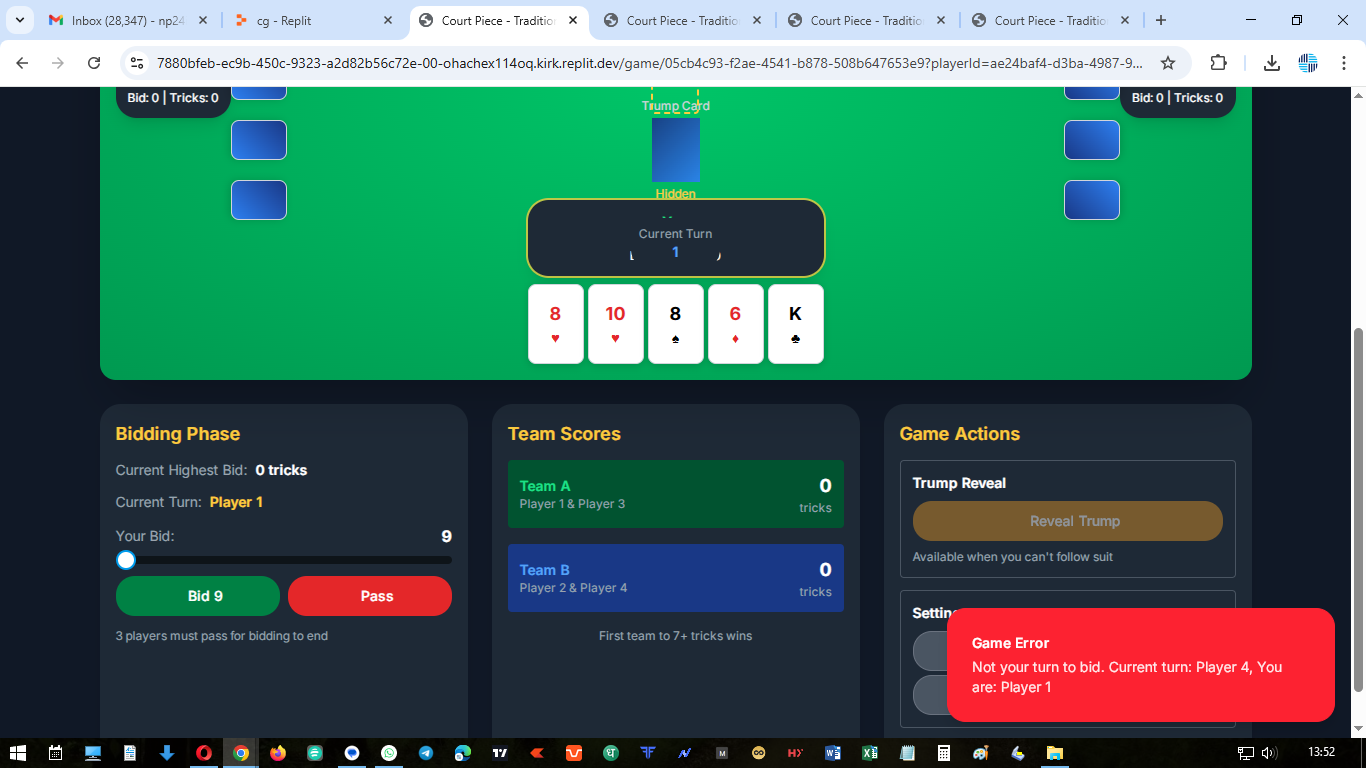 Inbox (28,347) - np24
cg - Replit
Court Piece - Traditio
Court Piece - Traditio
Court Piece - Traditio
Court Piece - Traditio
7880bfeb-ec9b-450c-9323-a2d82b56c72e-00-ohachex114oq.kirk.replit.dev/game/05cb4c93-f2ae-4541-b878-508b647653e9?playerId=ae24baf4-d3ba-4987-9...
Bid: 0 | Tricks: 0
Trump Card
Bid: 0 | Tricks: 0
Hidden
Current Turn
1
8 10 8 6 K
♥ ♥ ♠ ♦ ♣
Bidding Phase
Current Highest Bid: 0 tricks
Current Turn: Player 1
Your Bid: 9
Bid 9
Pass
3 players must pass for bidding to end
Team Scores
Team A 0
Player 1 & Player 3 tricks
Team B 0
Player 2 & Player 4 tricks
First team to 7+ tricks wins
Game Actions
Trump Reveal
Reveal Trump
Available when you can't follow suit
Game Error
Not your turn to bid. Current turn: Player 4, You
are: Player 1
13:52